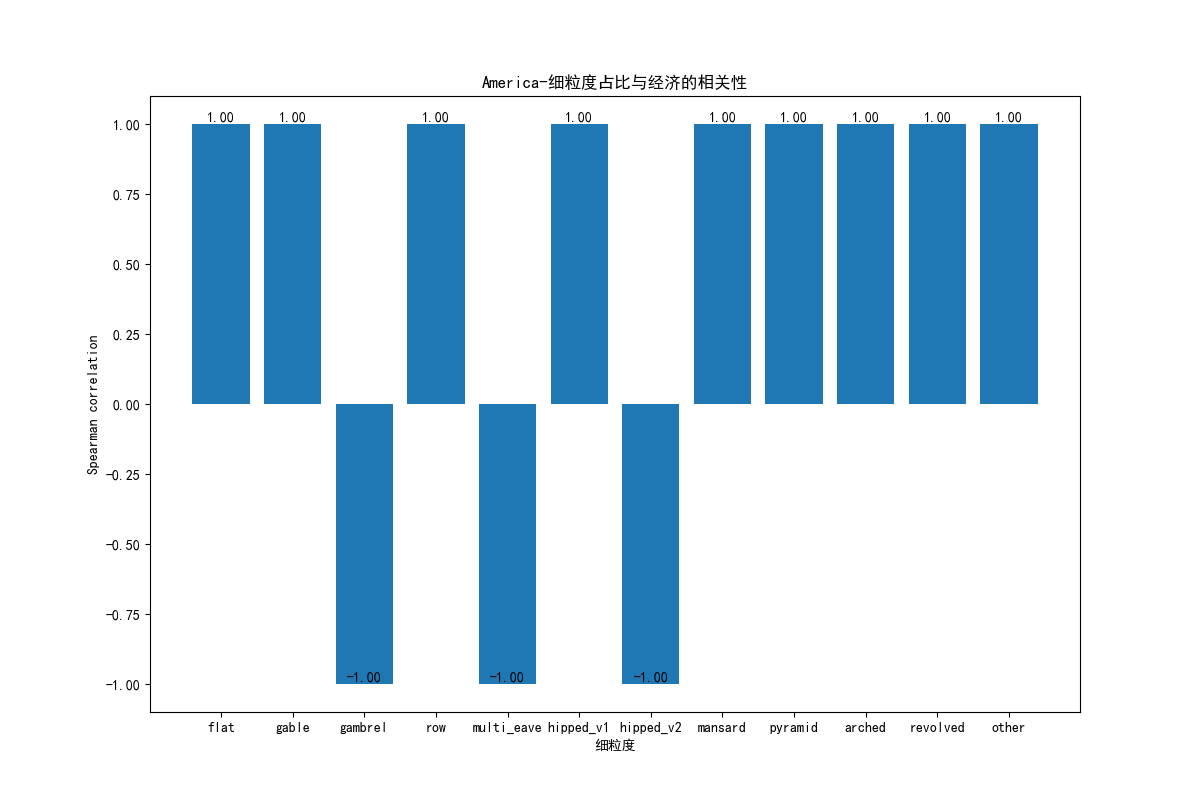 America-细粒度占比与经济的相关性
1.00 1.00 1.00 1.00 1.00 1.00 1.00 1.00 1.00
1.00
0.75
0.50
0.25
0.00
-0.25
-0.50
-0.75
-1.00
Spearman correlation
-1.00 -1.00 -1.00
flat gable gambrel row multi_eave hipped_v1 hipped_v2 mansard pyramid arched revolved other
细粒度